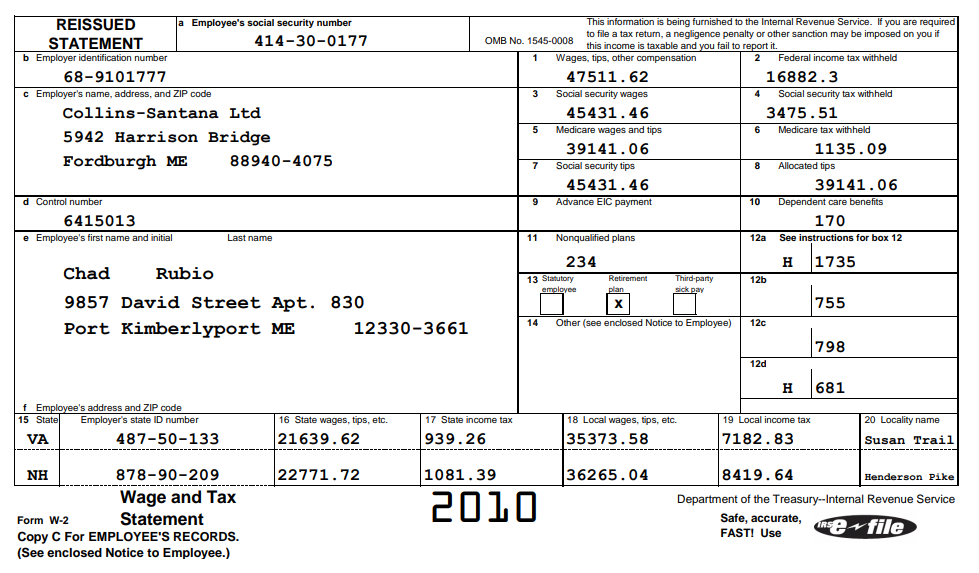 REISSUED STATEMENT
a Employee's social security number
414-30-0177
OMB No. 1545-0008
This information is being furnished to the Internal Revenue Service. If you are required
to file a tax return, a negligence penalty or other sanction may be imposed on you if
this income is taxable and you fail to report it.
b Employer identification number
68-9101777
1 Wages, tips, other compensation
47511.62
2 Federal income tax withheld
16882.3
c Employer's name, address, and ZIP code
Collins-Santana Ltd
5942 Harrison Bridge
Fordburgh ME 88940-4075
3 Social security wages
45431.46
4 Social security tax withheld
3475.51
5 Medicare wages and tips
39141.06
6 Medicare tax withheld
1135.09
7 Social security tips
45431.46
8 Allocated tips
39141.06
d Control number
6415013
9 Advance EIC payment
10 Dependent care benefits
170
e Employee's first name and initial Last name
Chad Rubio
9857 David Street Apt. 830
Port Kimberlyport ME 12330-3661
f Employee's address and ZIP code
11 Nonqualified plans
234
12a See instructions for box 12
H 1735
13 Statutory employee Retirement plan Third-party sick pay
x
12b
755
14 Other (see enclosed Notice to Employee)
12c
798
12d
H 681
15 State Employer's state ID number 16 State wages, tips, etc. 17 State income tax 18 Local wages, tips, etc. 19 Local income tax 20 Locality name
VA 487-50-133 21639.62 939.26 35373.58 7182.83 Susan Trail
NH 878-90-209 22771.72 1081.39 36265.04 8419.64 Henderson Pike
Form W-2
Wage and Tax
Statement
2010
Department of the Treasury--Internal Revenue Service
Copy C For EMPLOYEE'S RECORDS.
(See enclosed Notice to Employee.)
Safe, accurate,
FAST! Use
IRS e-file